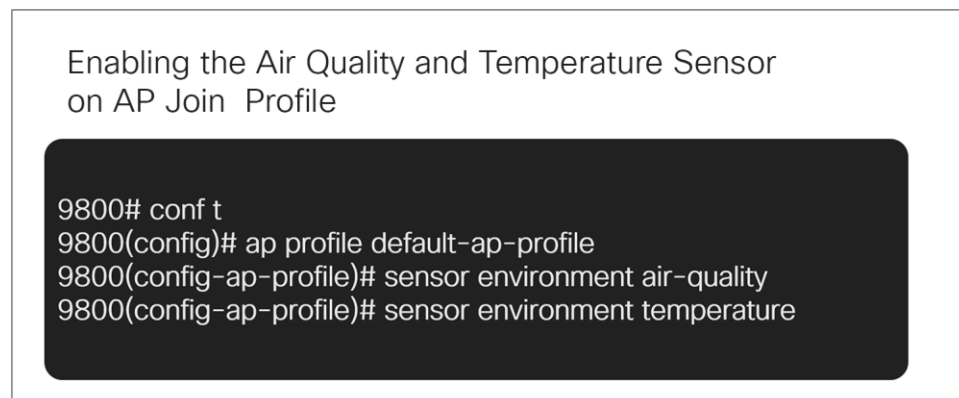 Enabling the Air Quality and Temperature Sensor
on AP Join Profile
9800# conf t
9800(config)# ap profile default-ap-profile
9800(config-ap-profile)# sensor environment air-quality
9800(config-ap-profile)# sensor environment temperature